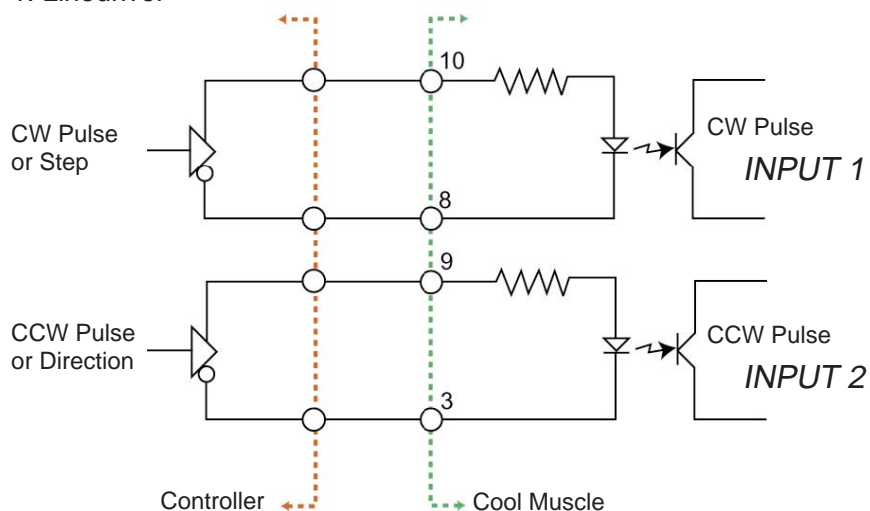 10
CW Pulse
or Step
CW Pulse
INPUT 1
8
9
CCW Pulse
or Direction
CCW Pulse
INPUT 2
3
Controller
Cool Muscle